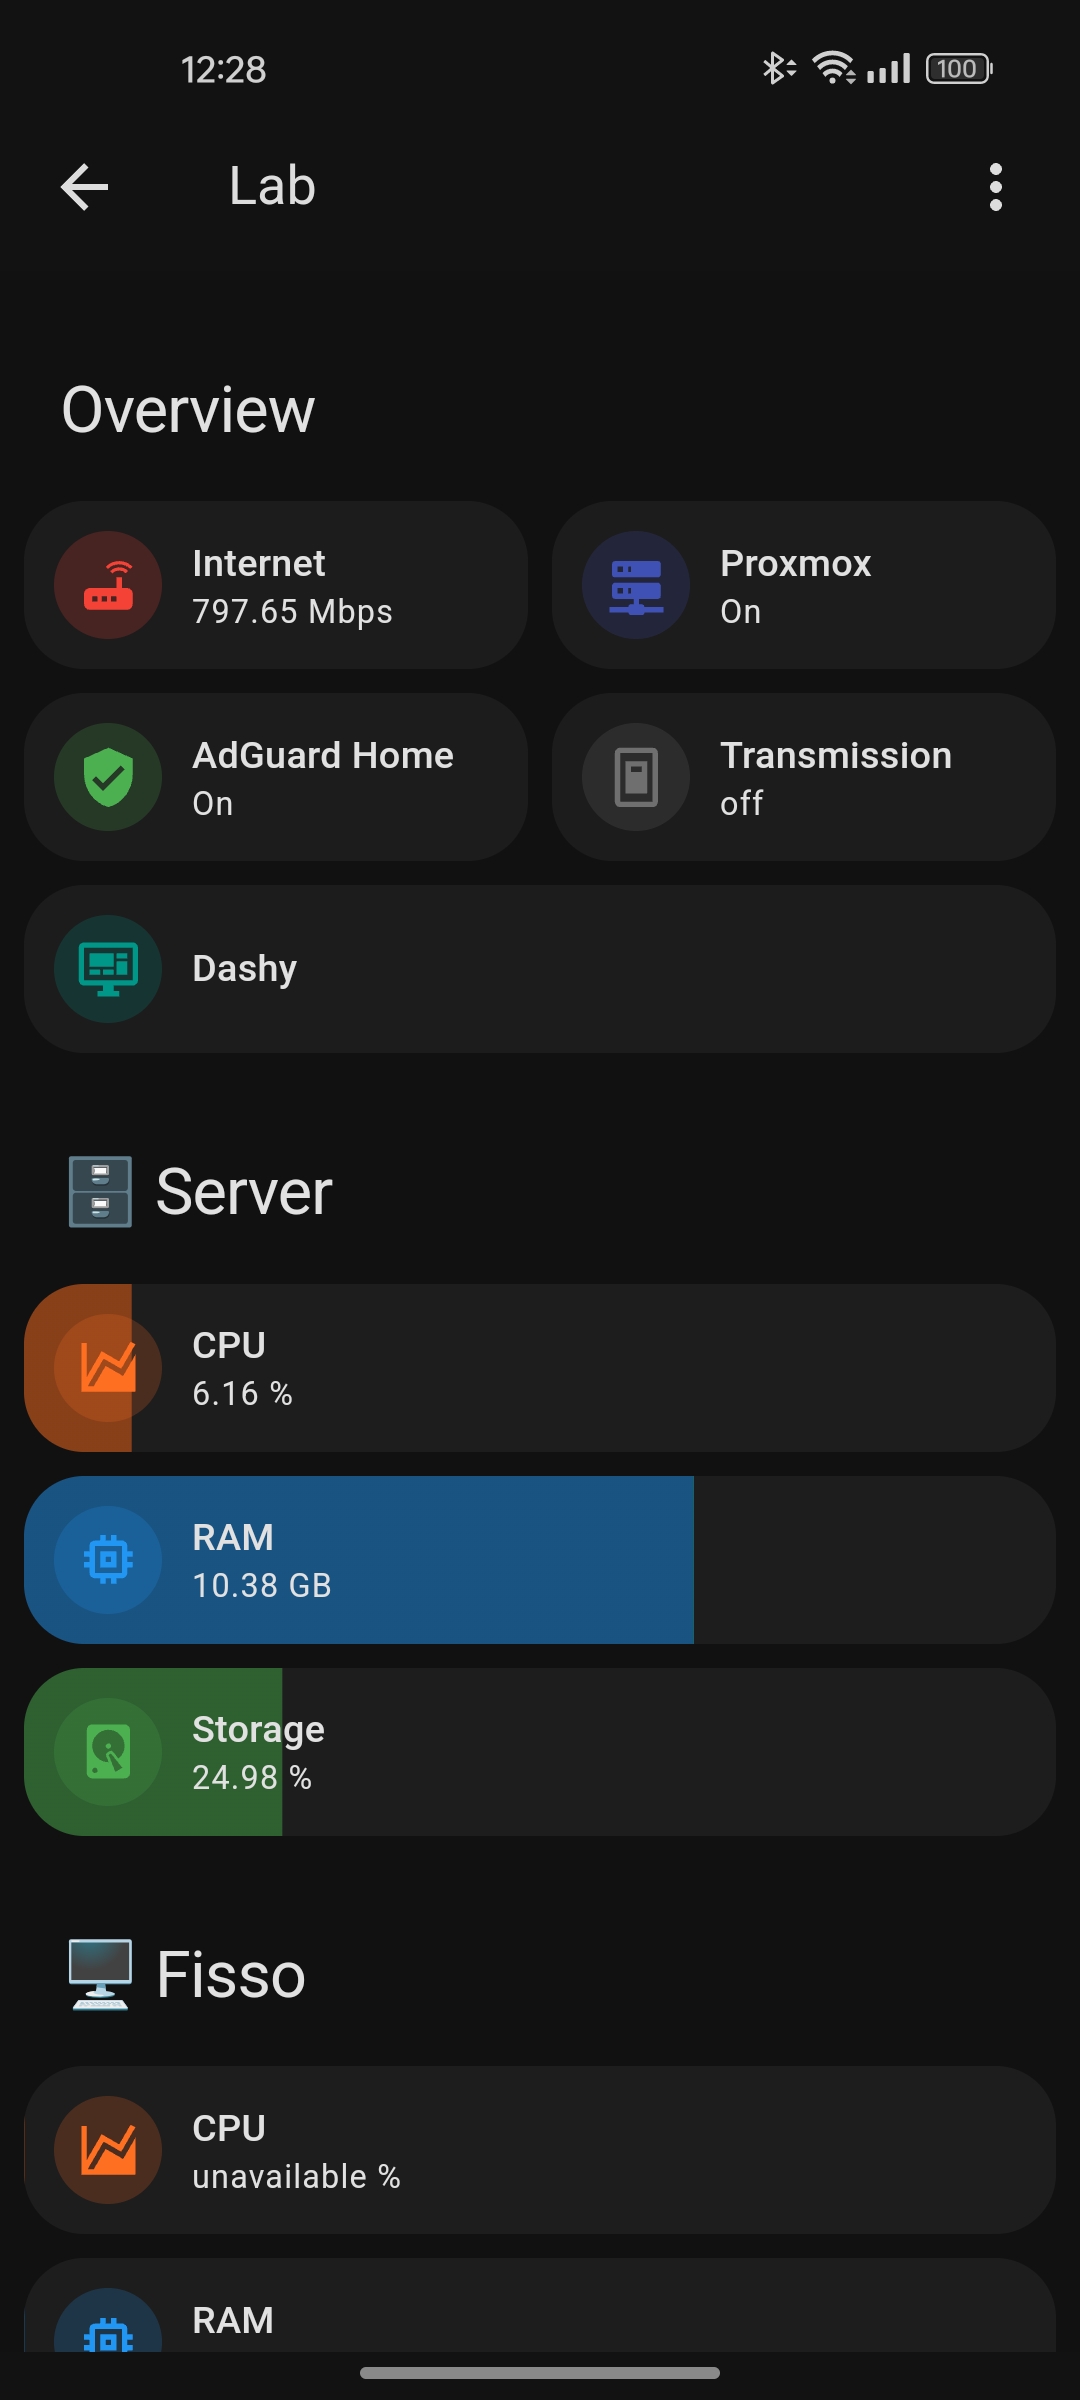 12:28
100
Lab
Overview
Internet
797.65 Mbps
Proxmox
On
AdGuard Home
On
Transmission
off
Dashy
Server
CPU
6.16 %
RAM
10.38 GB
Storage
24.98 %
Fisso
CPU
unavailable %
RAM